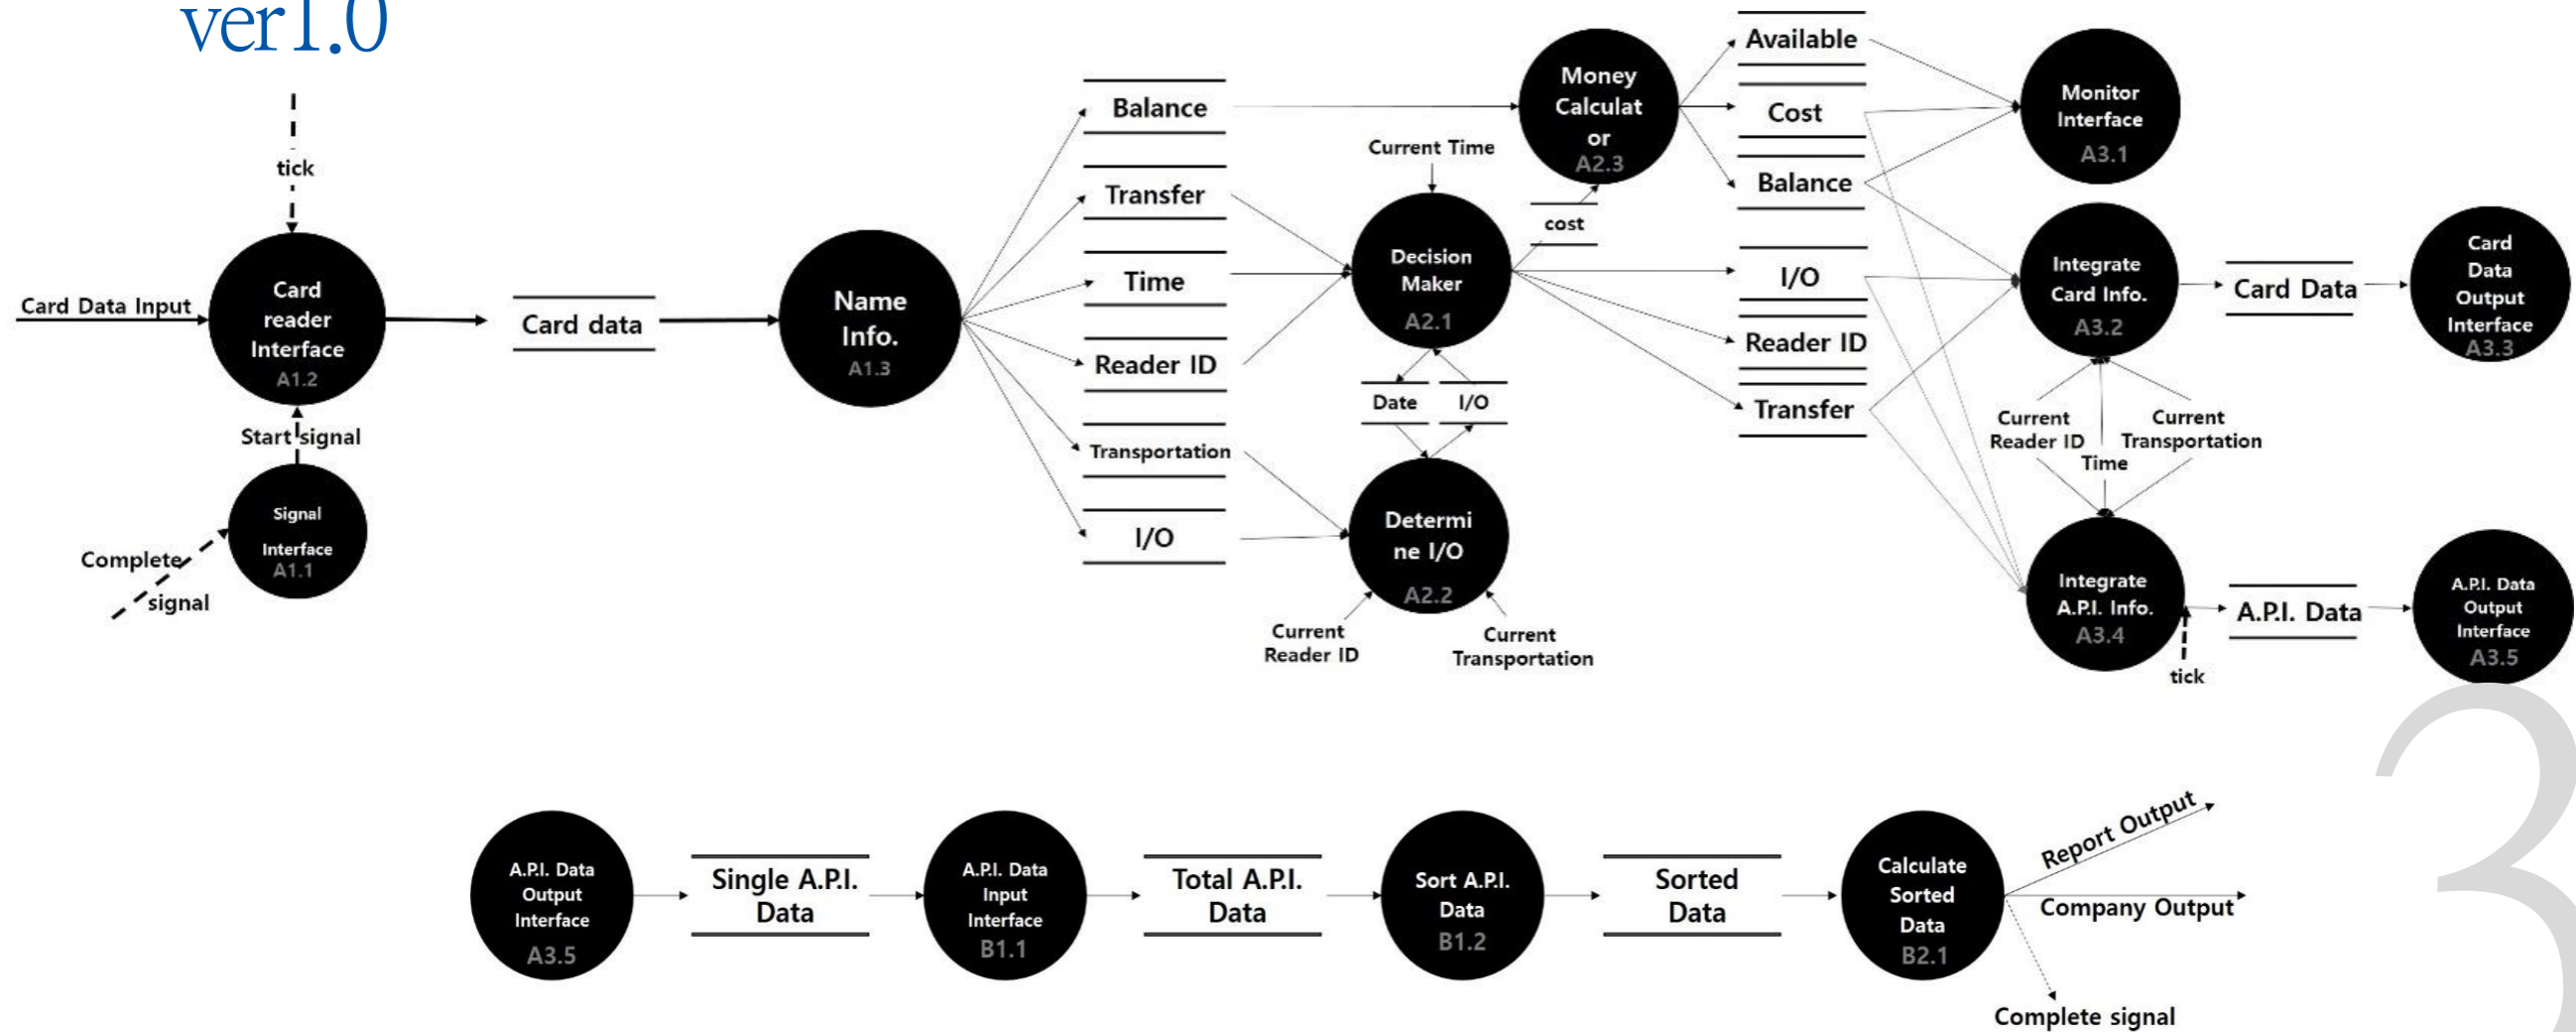 ver1.0
tick
Card Data Input
Card
reader
Interface
A1.2
Start signal
Signal
Interface
A1.1
Complete
signal
Card data
Name
Info.
A1.3
Balance
Transfer
Time
Reader ID
Transportation
I/O
Current Time
Decision
Maker
A2.1
cost
Money
Calculat
or
A2.3
Date
I/O
Determi
ne I/O
A2.2
Current
Reader ID
Current
Transportation
Available
Cost
Balance
I/O
Reader ID
Transfer
Monitor
Interface
A3.1
Integrate
Card Info.
A3.2
Card Data
Card
Data
Output
Interface
A3.3
Current
Reader ID
Time
Current
Transportation
Integrate
A.P.I. Info.
A3.4
tick
A.P.I. Data
A.P.I. Data
Output
Interface
A3.5
A.P.I. Data
Output
Interface
A3.5
Single A.P.I.
Data
A.P.I. Data
Input
Interface
B1.1
Total A.P.I.
Data
Sort A.P.I.
Data
B1.2
Sorted
Data
Calculate
Sorted
Data
B2.1
Report Output
Company Output
Complete signal
3